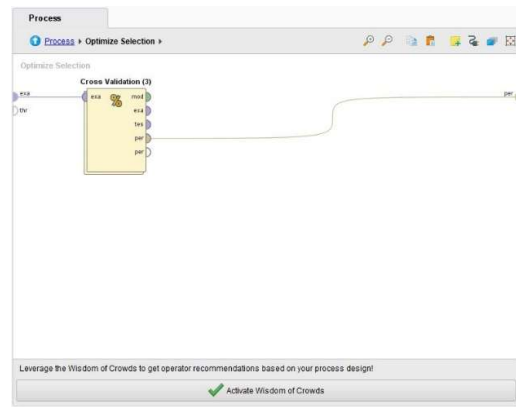 Process
Process ▸ Optimize Selection ▸
Optimize Selection
Cross Validation (3)
exa
thr
exa
mod
exa
tes
per
per
per
Leverage the Wisdom of Crowds to get operator recommendations based on your process design!
Activate Wisdom of Crowds